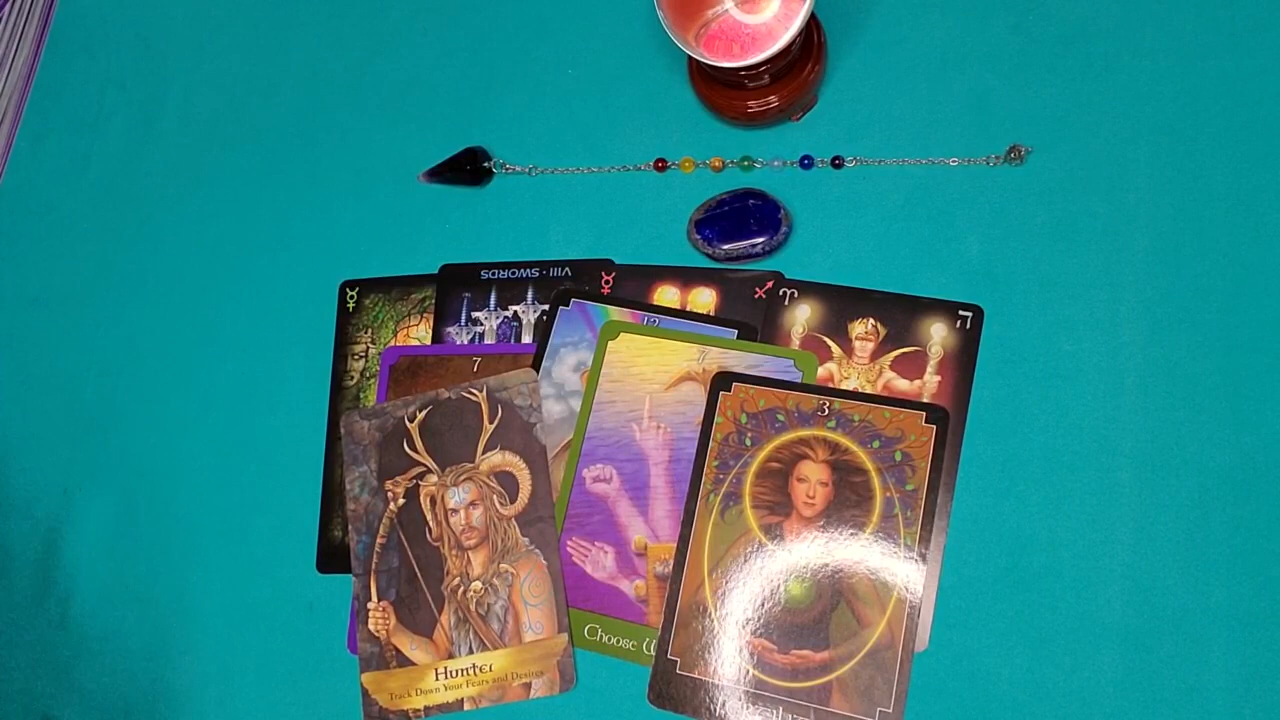 VIII · SWORDS
☿
☿
♐
♈
ה
12
7
7
3
Choose
Hunter
Track Down Your Fears and Desires